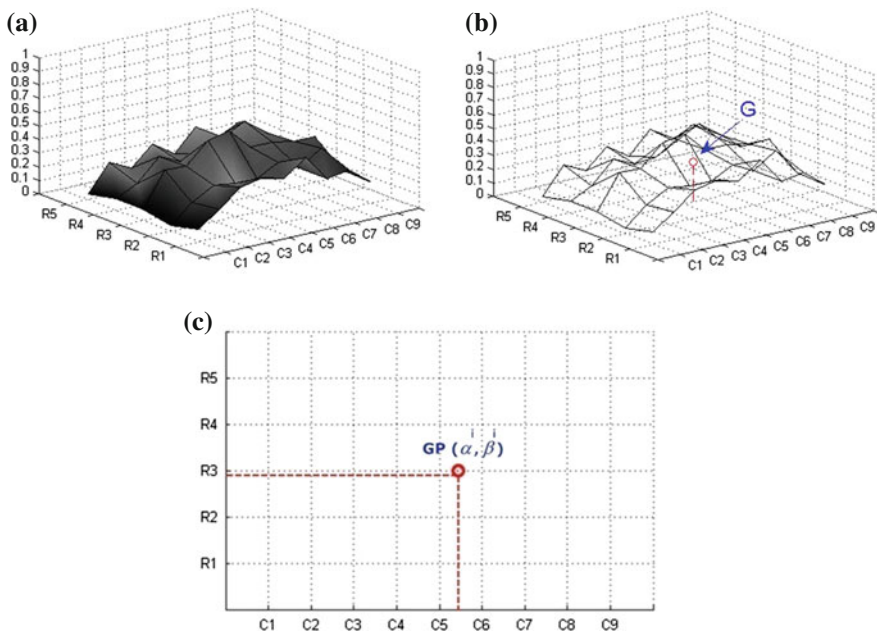 (a)
1
0.9
0.8
0.7
0.6
0.5
0.4
0.3
0.2
0.1
0
R5
R4
R3
R2
R1
C1
C2
C3
C4
C5
C6
C7
C8
C9
(b)
1
0.9
0.8
0.7
0.6
0.5
0.4
0.3
0.2
0.1
0
G
R5
R4
R3
R2
R1
C1
C2
C3
C4
C5
C6
C7
C8
C9
(c)
R5
R4
R3
R2
R1
GP (α^i, β^i)
C1
C2
C3
C4
C5
C6
C7
C8
C9